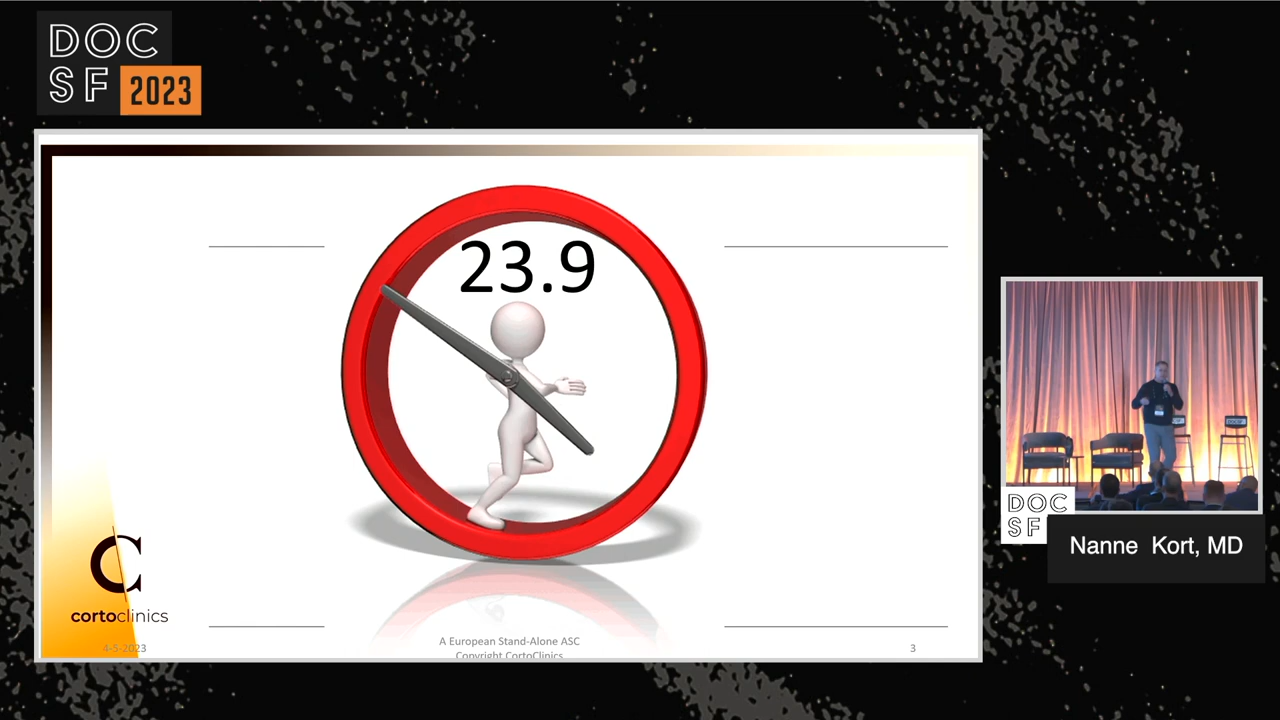 DOC
SF 2023
23.9
cortoclinics
4-5-2023
A European Stand-Alone ASC
Copyright CortoClinics
3
DOC
SF
Nanne Kort, MD